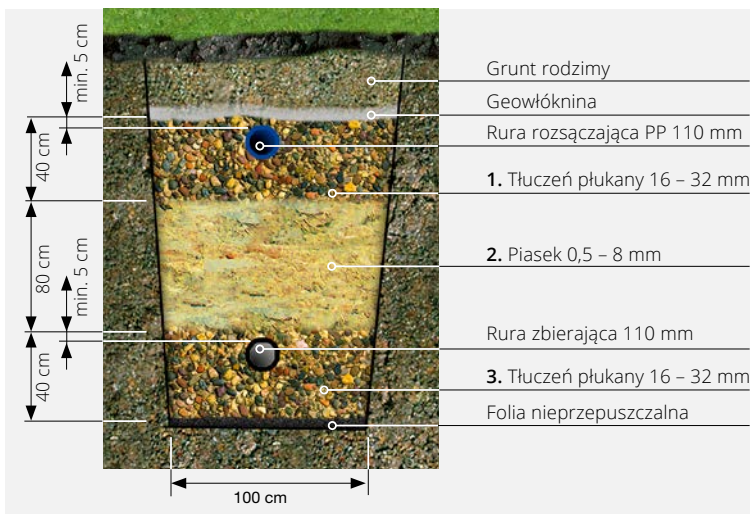 min. 5 cm
40 cm
80 cm
min. 5 cm
40 cm
Grunt rodzimy
Geowłóknina
Rura rozsączająca PP 110 mm
1. Tłuczeń płukany 16 – 32 mm
2. Piasek 0,5 – 8 mm
Rura zbierająca 110 mm
3. Tłuczeń płukany 16 – 32 mm
Folia nieprzepuszczalna
100 cm